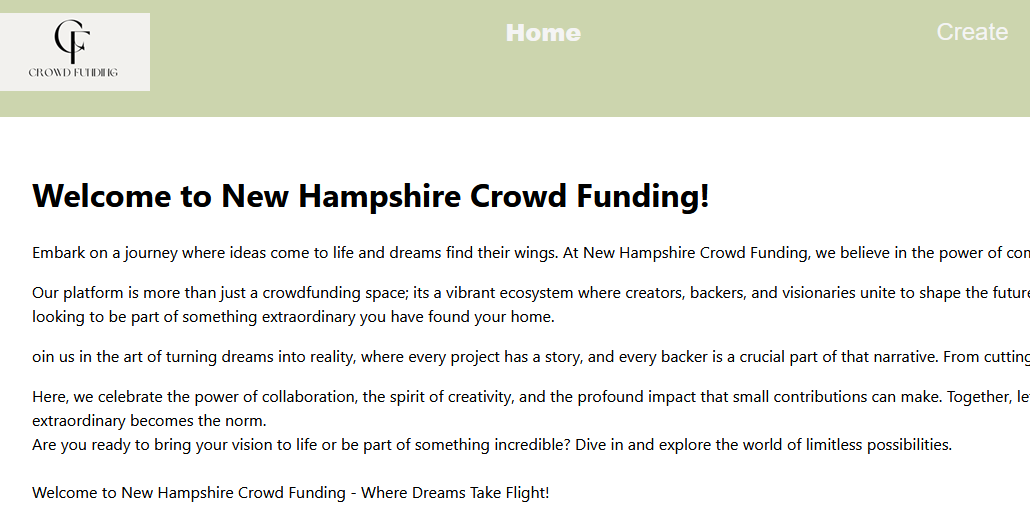 CF
CROWD FUNDING
Home
Create
Welcome to New Hampshire Crowd Funding!
Embark on a journey where ideas come to life and dreams find their wings. At New Hampshire Crowd Funding, we believe in the power of
Our platform is more than just a crowdfunding space; its a vibrant ecosystem where creators, backers, and visionaries unite to shape the future
looking to be part of something extraordinary you have found your home.
oin us in the art of turning dreams into reality, where every project has a story, and every backer is a crucial part of that narrative. From cutting
Here, we celebrate the power of collaboration, the spirit of creativity, and the profound impact that small contributions can make. Together,
extraordinary becomes the norm.
Are you ready to bring your vision to life or be part of something incredible? Dive in and explore the world of limitless possibilities.
Welcome to New Hampshire Crowd Funding - Where Dreams Take Flight!